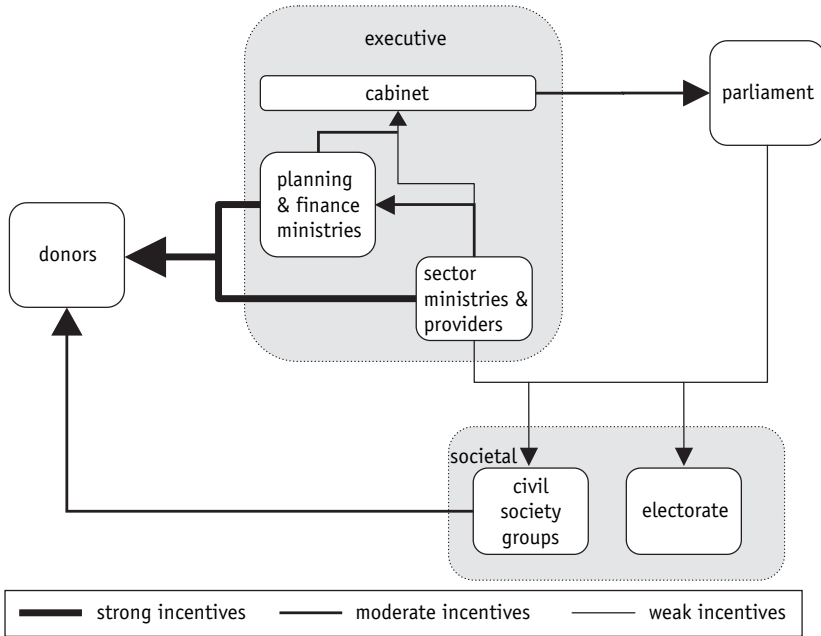 executive
cabinet
parliament
planning
& finance
ministries
donors
sector
ministries &
providers
societal
civil
society
groups
electorate
strong incentives
moderate incentives
weak incentives